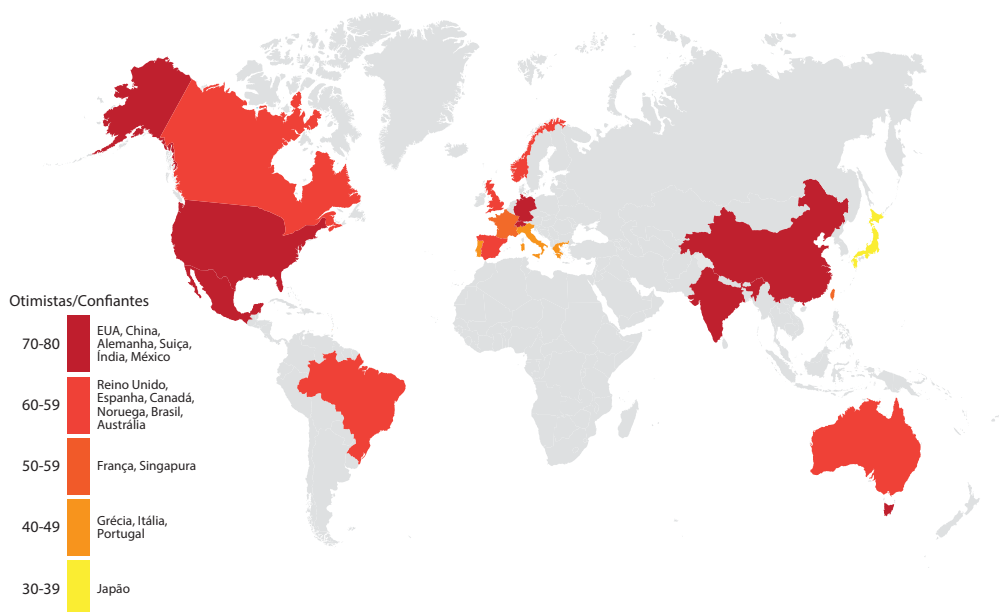 Otimistas/Confiantes
70-80
EUA, China,
Alemanha, Suiça,
Índia, México
60-59
Reino Unido,
Espanha, Canadá,
Noruega, Brasil,
Austrália
50-59
França, Singapura
40-49
Grécia, Itália,
Portugal
30-39
Japão